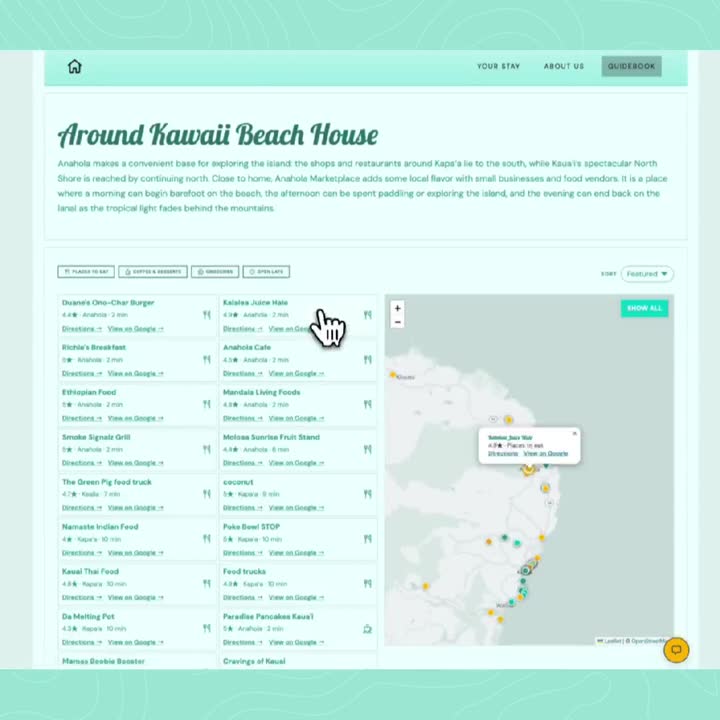 YOUR STAY
ABOUT US
GUIDEBOOK
Around Kawaii Beach House
Anahola makes a convenient base for exploring the island: the shops and restaurants around Kapa'a lie to the south, while Kaua'i's spectacular North
Shore is reached by continuing north. Close to home, Anahola Marketplace adds some local flavor with small businesses and food vendors. It is a place
where a morning can begin barefoot on the beach, the afternoon can be spent paddling or exploring the island, and the evening can end back on the
lanai as the tropical light fades behind the mountains.
PLACES TO EAT
COFFEE & DESSERTS
GROCERIES
OPEN LATE
SORT
Featured ▼
Duane's Ono-Char Burger
4.4★ · Anahola · 2 min
Directions → View on Google →
Kalalea Juice Hale
4.9★ · Anahola · 2 min
Directions → View on Goo
Richie's Breakfast
5★ · Anahola · 2 min
Directions → View on Google →
Anahola Cafe
4.5★ · Anahola · 2 min
Directions → View on Google →
Ethiopian Food
5★ · Anahola · 2 min
Directions → View on Google →
Mandala Living Foods
4.8★ · Anahola · 2 min
Directions → View on Google →
Smoke Signalz Grill
5★ · Anahola · 2 min
Directions → View on Google →
Moloaa Sunrise Fruit Stand
4.8★ · Anahola · 6 min
Directions → View on Google →
The Green Pig food truck
4.7★ · Kealia · 7 min
Directions → View on Google →
coconut
5★ · Kapa'a · 9 min
Directions → View on Google →
Namaste Indian Food
4★ · Kapa'a · 10 min
Directions → View on Google →
Poke Bowl STOP
5★ · Kapa'a · 10 min
Directions → View on Google →
Kauai Thai Food
4.8★ · Kapa'a · 10 min
Directions → View on Google →
Food trucks
4.9★ · Kapa'a · 10 min
Directions → View on Google →
Da Melting Pot
4.3★ · Kapa'a · 10 min
Directions → View on Google →
Paradise Pancakes Kaua'i
5★ · Anahola · 2 min
Directions → View on Google →
Mamas Boobie Booster
Cravings of Kauai
+
−
SHOW ALL
Kalalea Juice Hale
4.9★ · Places to eat
Directions View on Google
×
Leaflet | © OpenStreetMa